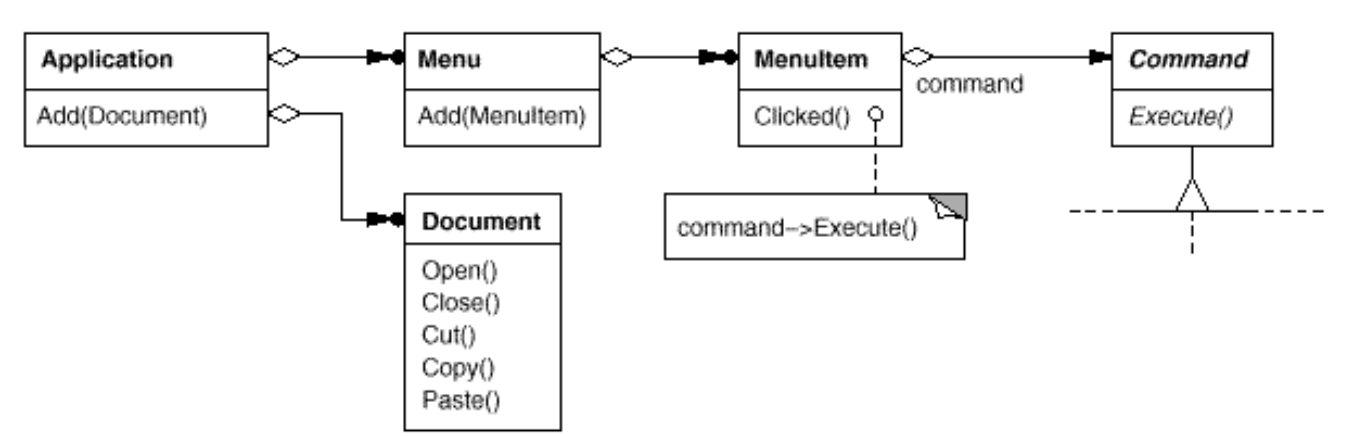 Application
Add(Document)
Menu
Add(MenuItem)
MenuItem
Clicked()
command
Command
Execute()
command–>Execute()
Document
Open()
Close()
Cut()
Copy()
Paste()